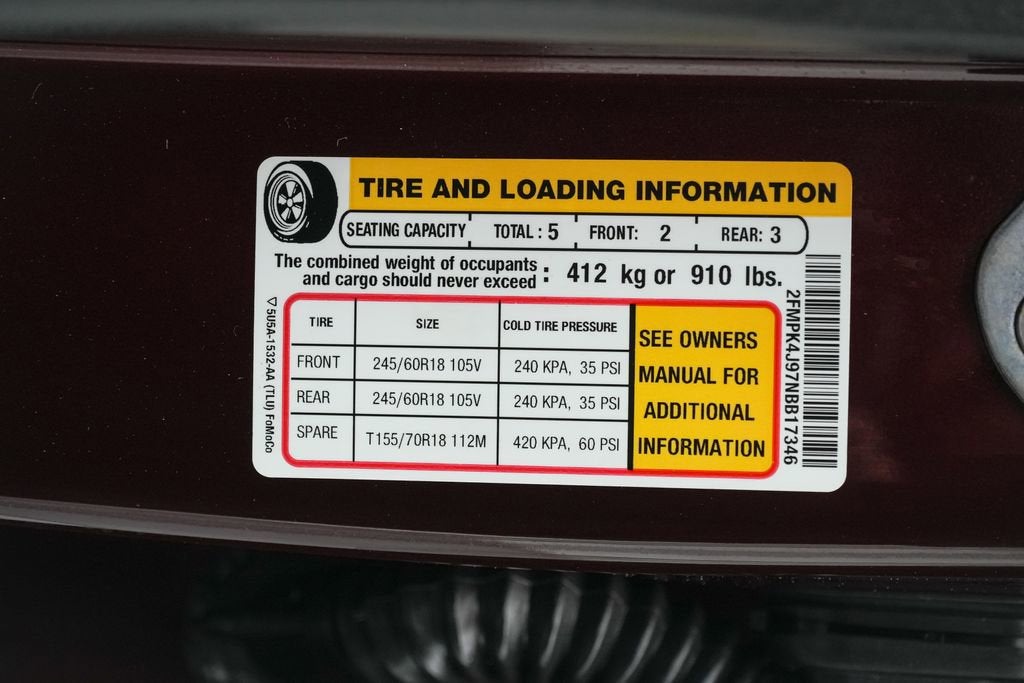 TIRE AND LOADING INFORMATION
SEATING CAPACITY TOTAL: 5 FRONT: 2 REAR: 3
The combined weight of occupants
and cargo should never exceed : 412 kg or 910 lbs.
TIRE SIZE COLD TIRE PRESSURE
FRONT 245/60R18 105V 240 KPA, 35 PSI
REAR 245/60R18 105V 240 KPA, 35 PSI
SPARE T155/70R18 112M 420 KPA, 60 PSI
SEE OWNERS
MANUAL FOR
ADDITIONAL
INFORMATION
5U5A-1532-AA (TLU) FoMoCo
2FMPK4J97NBB17346